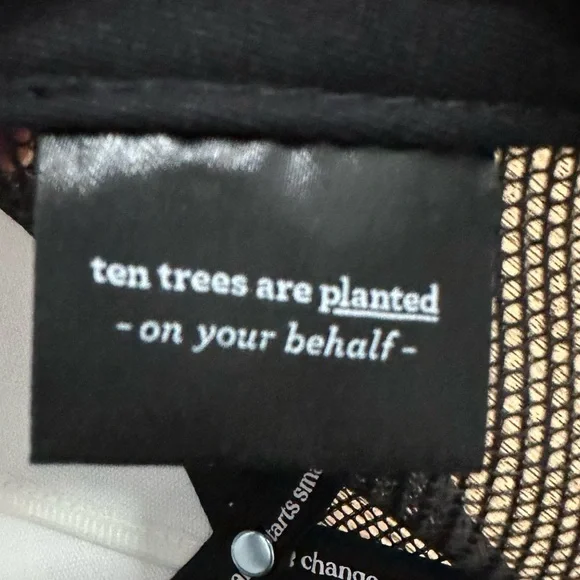 ten trees are planted
- on your behalf -
change